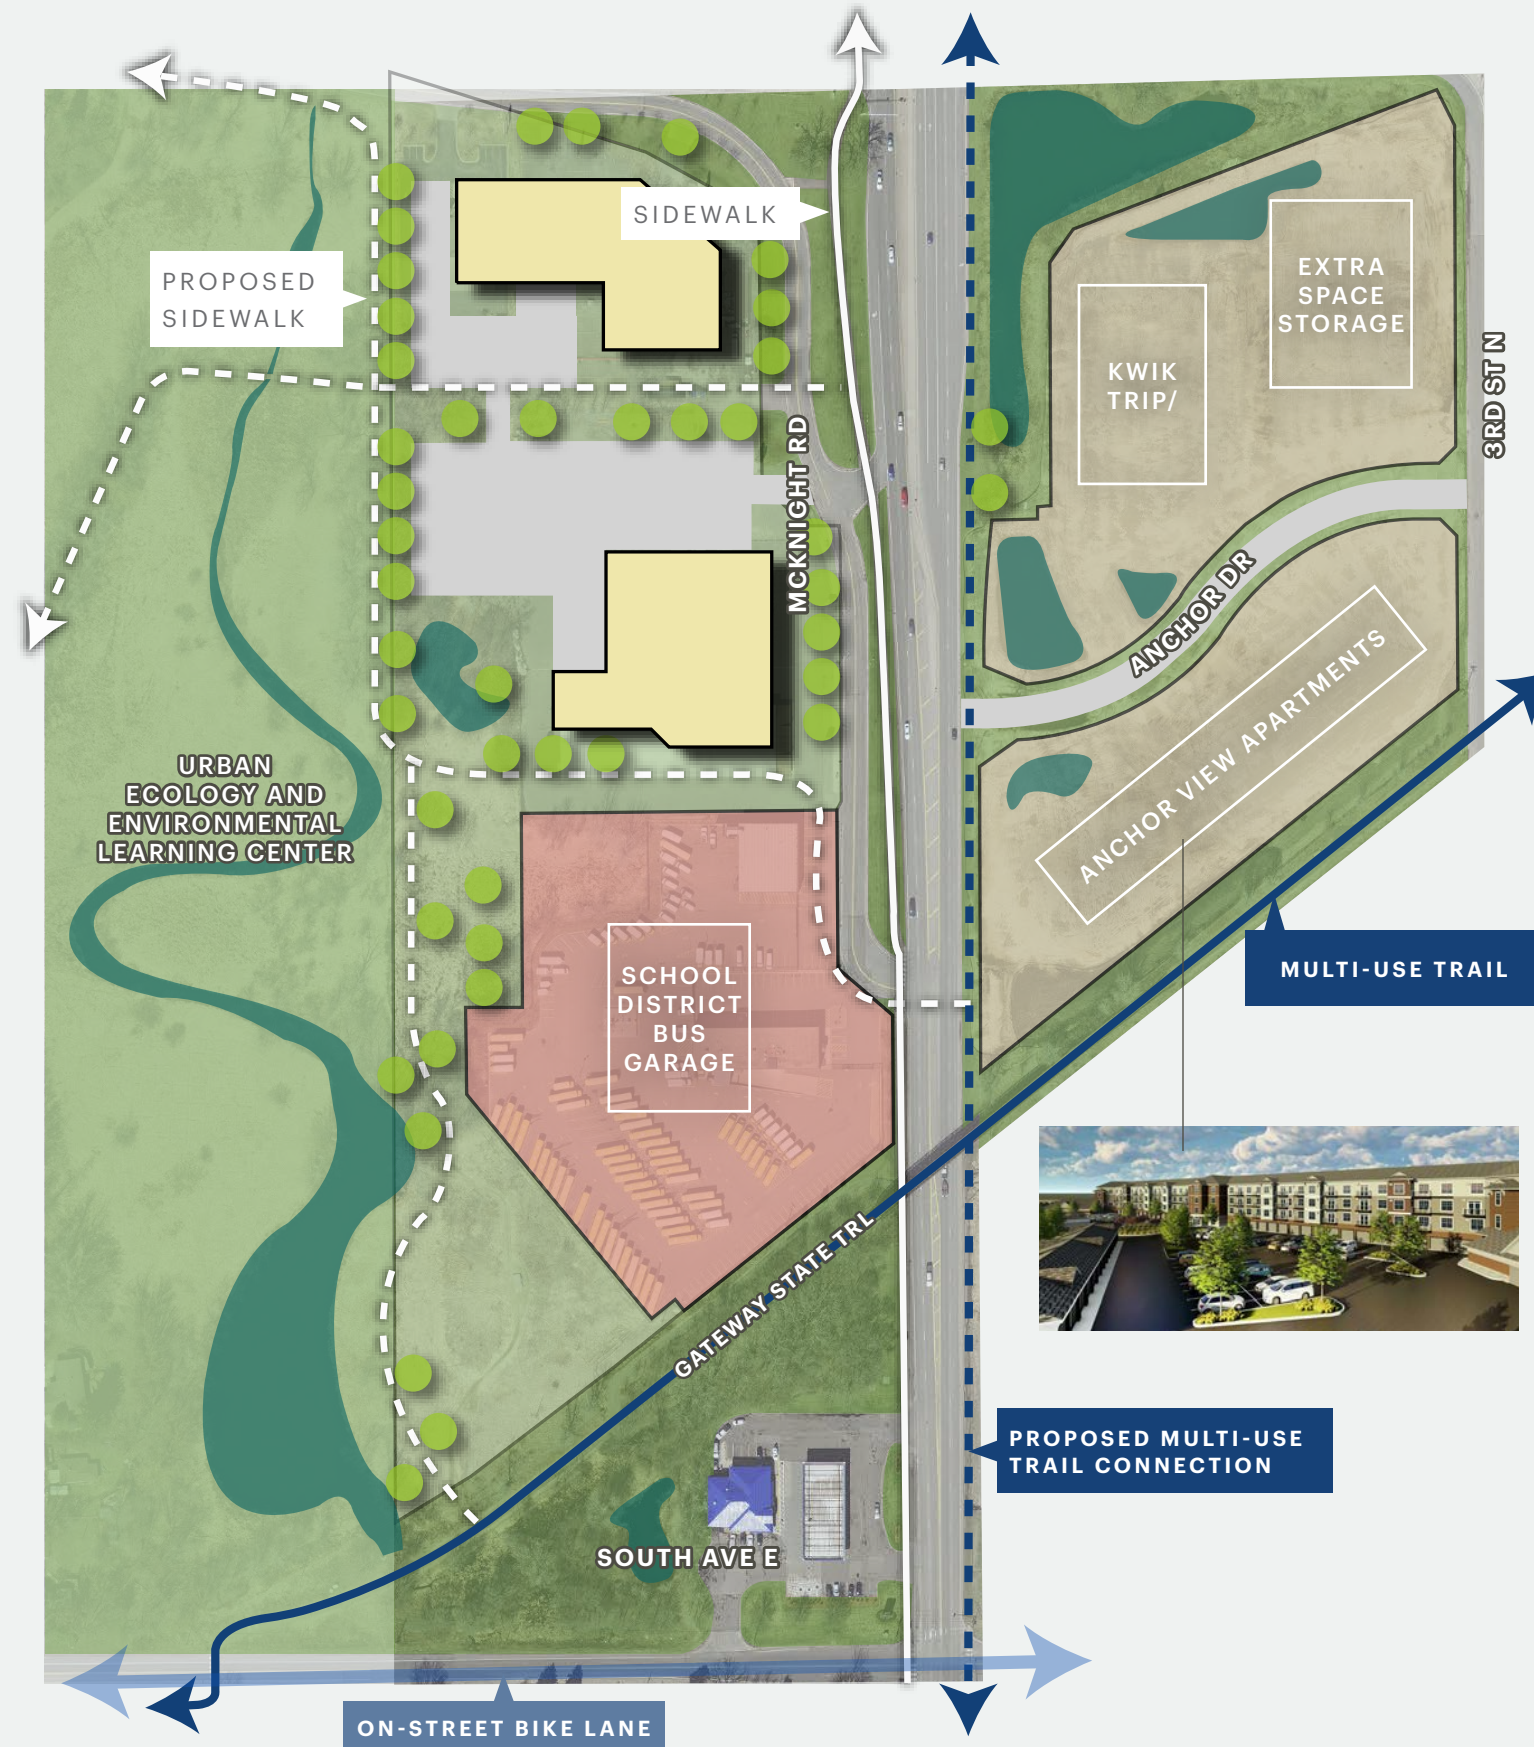 SIDEWALK
PROPOSED
SIDEWALK
EXTRA
SPACE
STORAGE
KWIK
TRIP/
3RD ST N
MCKNIGHT RD
ANCHOR DR
ANCHOR VIEW APARTMENTS
URBAN
ECOLOGY AND
ENVIRONMENTAL
LEARNING CENTER
SCHOOL
DISTRICT
BUS
GARAGE
MULTI-USE TRAIL
GATEWAY STATE TRL
PROPOSED MULTI-USE
TRAIL CONNECTION
SOUTH AVE E
ON-STREET BIKE LANE